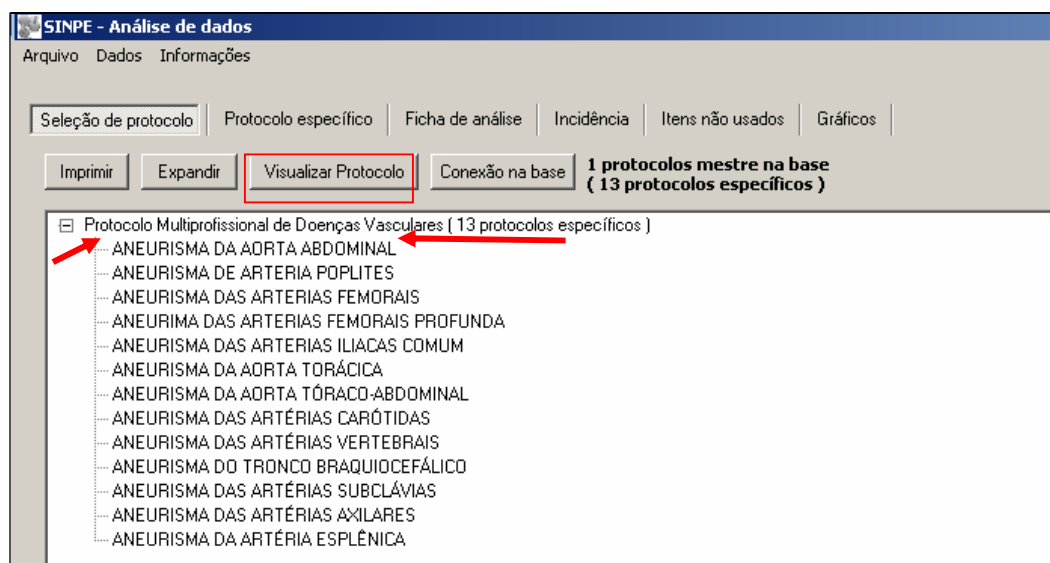 SINPE - Análise de dados
Arquivo Dados Informações
Seleção de protocolo Protocolo específico Ficha de análise Incidência Itens não usados Gráficos
Imprimir Expandir Visualizar Protocolo Conexão na base 1 protocolos mestre na base
( 13 protocolos específicos )
Protocolo Multiprofissional de Doenças Vasculares ( 13 protocolos específicos )
ANEURISMA DA AORTA ABDOMINAL
ANEURISMA DE ARTERIA POPLITES
ANEURISMA DAS ARTERIAS FEMORAIS
ANEURIMA DAS ARTERIAS FEMORAIS PROFUNDA
ANEURISMA DAS ARTERIAS ILIACAS COMUM
ANEURISMA DA AORTA TORÁCICA
ANEURISMA DA AORTA TÓRACO-ABDOMINAL
ANEURISMA DAS ARTÉRIAS CARÓTIDAS
ANEURISMA DAS ARTÉRIAS VERTEBRAIS
ANEURISMA DO TRONCO BRAQUIOCEFÁLICO
ANEURISMA DAS ARTÉRIAS SUBCLÁVIAS
ANEURISMA DAS ARTÉRIAS AXILARES
ANEURISMA DA ARTÉRIA ESPLÊNICA